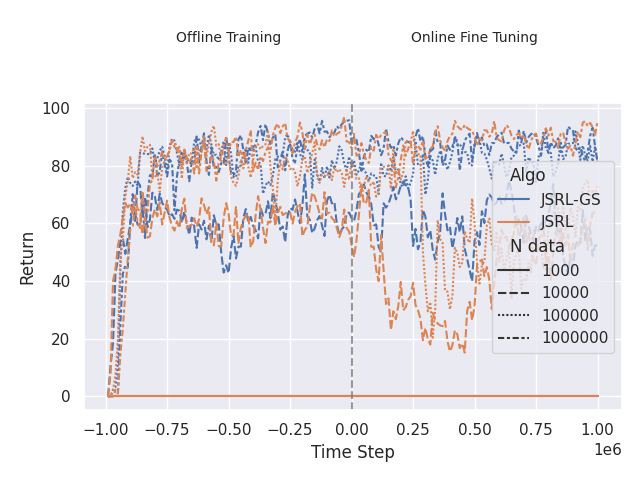 Offline Training
Online Fine Tuning
100
80
60
40
20
0
Return
−1.00
−0.75
−0.50
−0.25
0.00
0.25
0.50
0.75
1.00
1e6
Time Step
Algo
JSRL-GS
JSRL
N data
1000
10000
100000
1000000